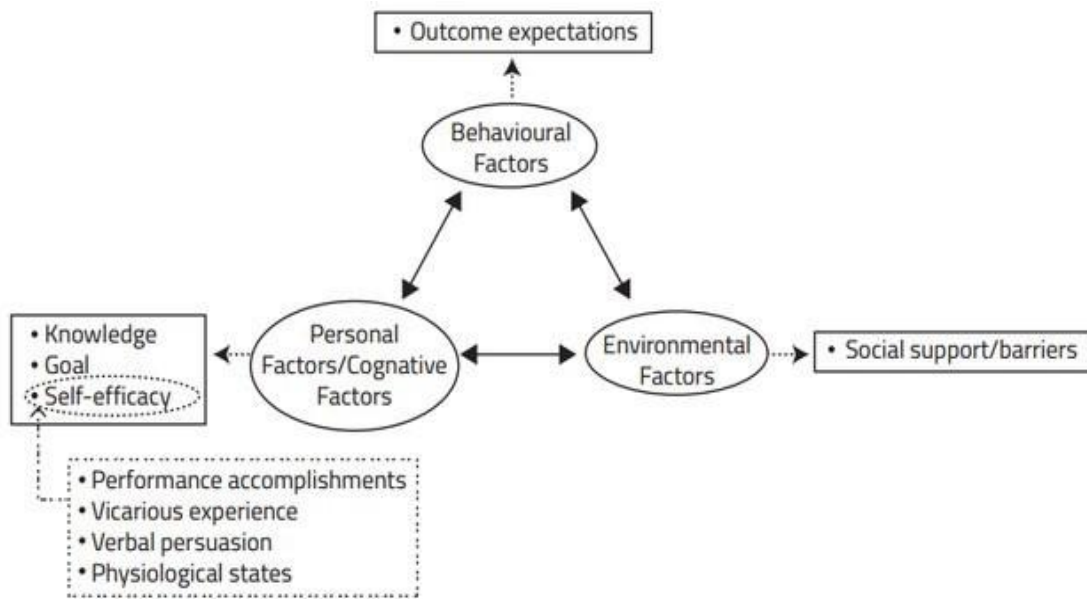 • Outcome expectations
Behavioural
Factors
• Knowledge
• Goal
• Self-efficacy
Personal
Factors/Cognative
Factors
Environmental
Factors
• Social support/barriers
• Performance accomplishments
• Vicarious experience
• Verbal persuasion
• Physiological states